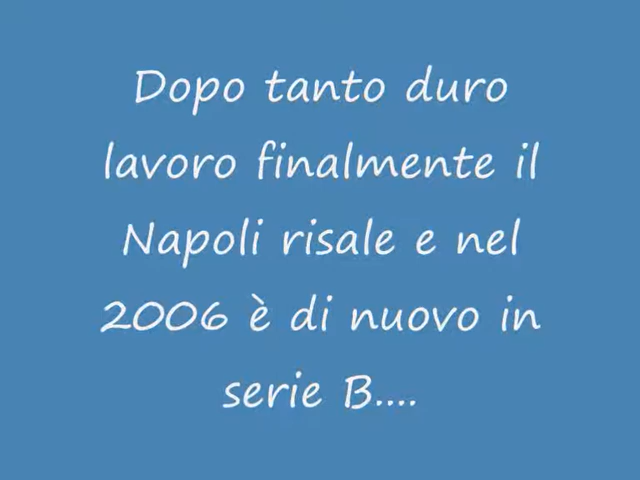 Dopo tanto duro
lavoro finalmente il
Napoli risale e nel
2006 è di nuovo in
serie B....